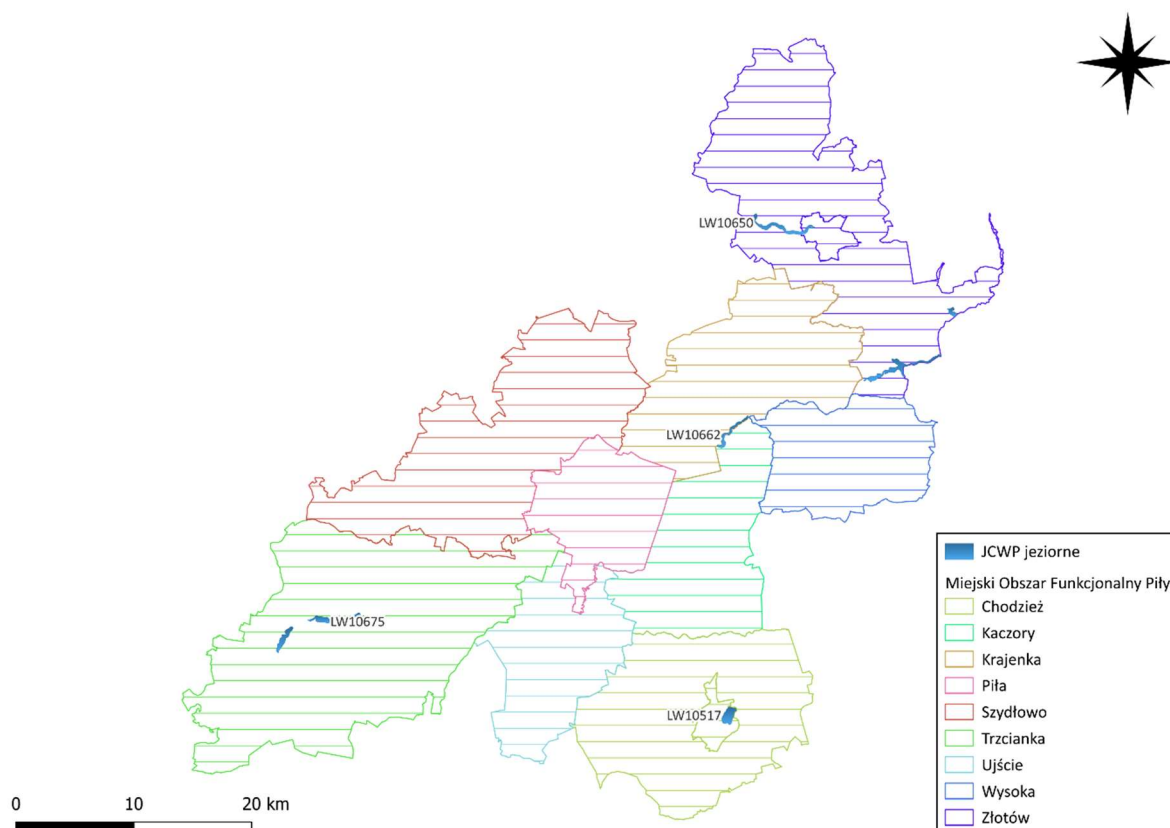 LW10650
LW10662
LW10675
LW10517
JCWP jeziorne
Miejski Obszar Funkcjonalny Piły
Chodzież
Kaczory
Krajenka
Piła
Szydłowo
Trzcianka
Ujście
Wysoka
Złotów
0 10 20 km